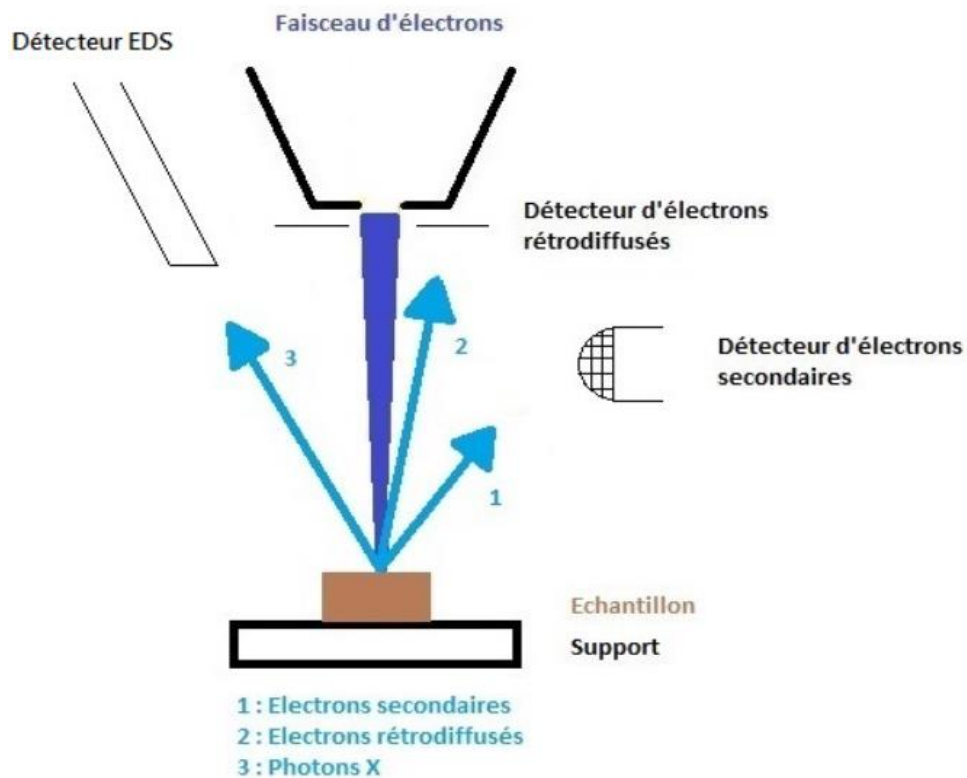 Faisceau d'électrons
Détecteur EDS
Détecteur d'électrons
rétrodiffusés
3
2
Détecteur d'électrons
secondaires
1
Echantillon
Support
1 : Electrons secondaires
2 : Electrons rétrodiffusés
3 : Photons X